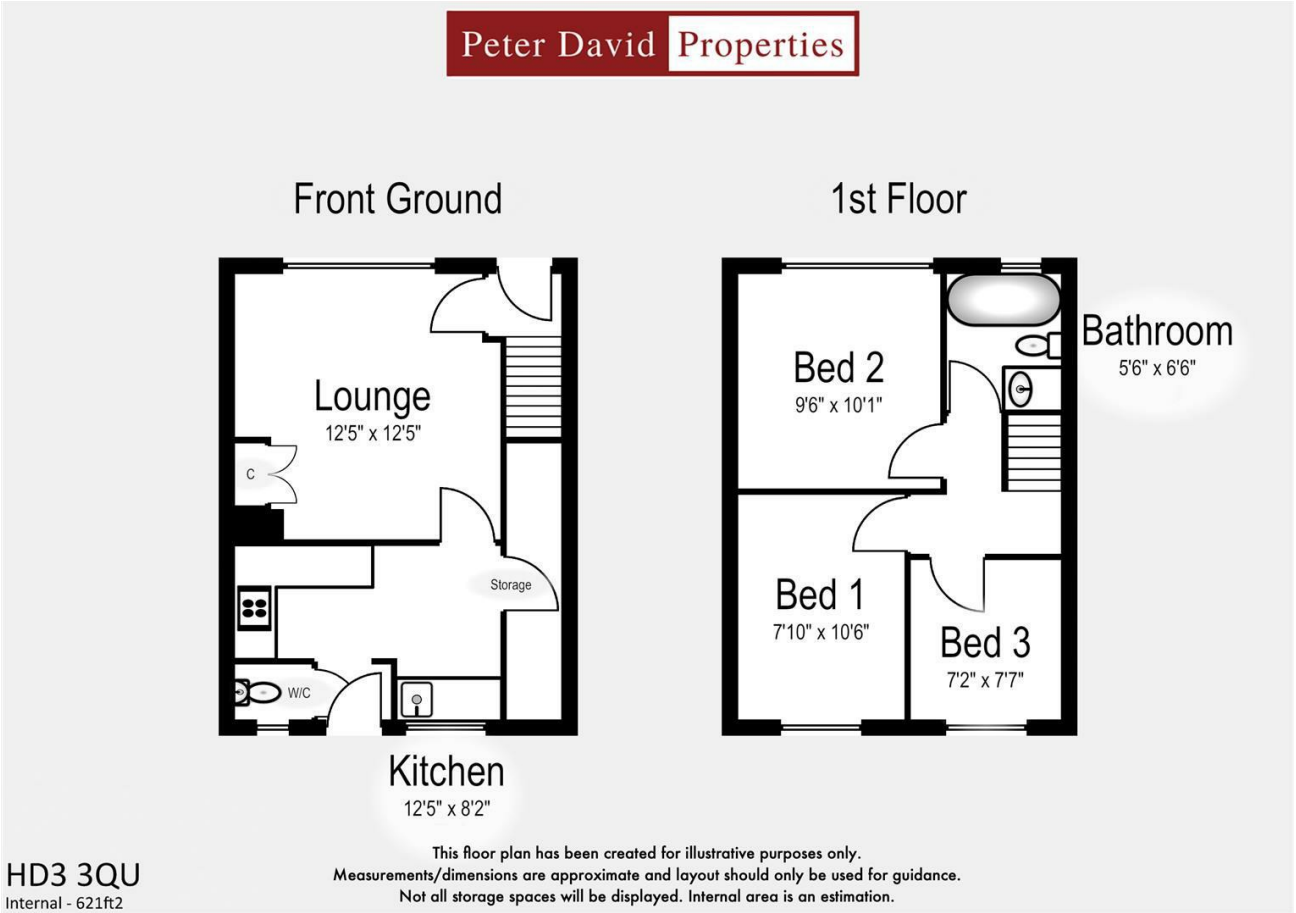 Peter David Properties
Front Ground
1st Floor
Lounge
12'5" x 12'5"
C
Storage
W/C
Kitchen
12'5" x 8'2"
Bed 2
9'6" x 10'1"
Bathroom
5'6" x 6'6"
Bed 1
7'10" x 10'6"
Bed 3
7'2" x 7'7"
HD3 3QU
Internal - 621ft2
This floor plan has been created for illustrative purposes only.
Measurements/dimensions are approximate and layout should only be used for guidance.
Not all storage spaces will be displayed. Internal area is an estimation.